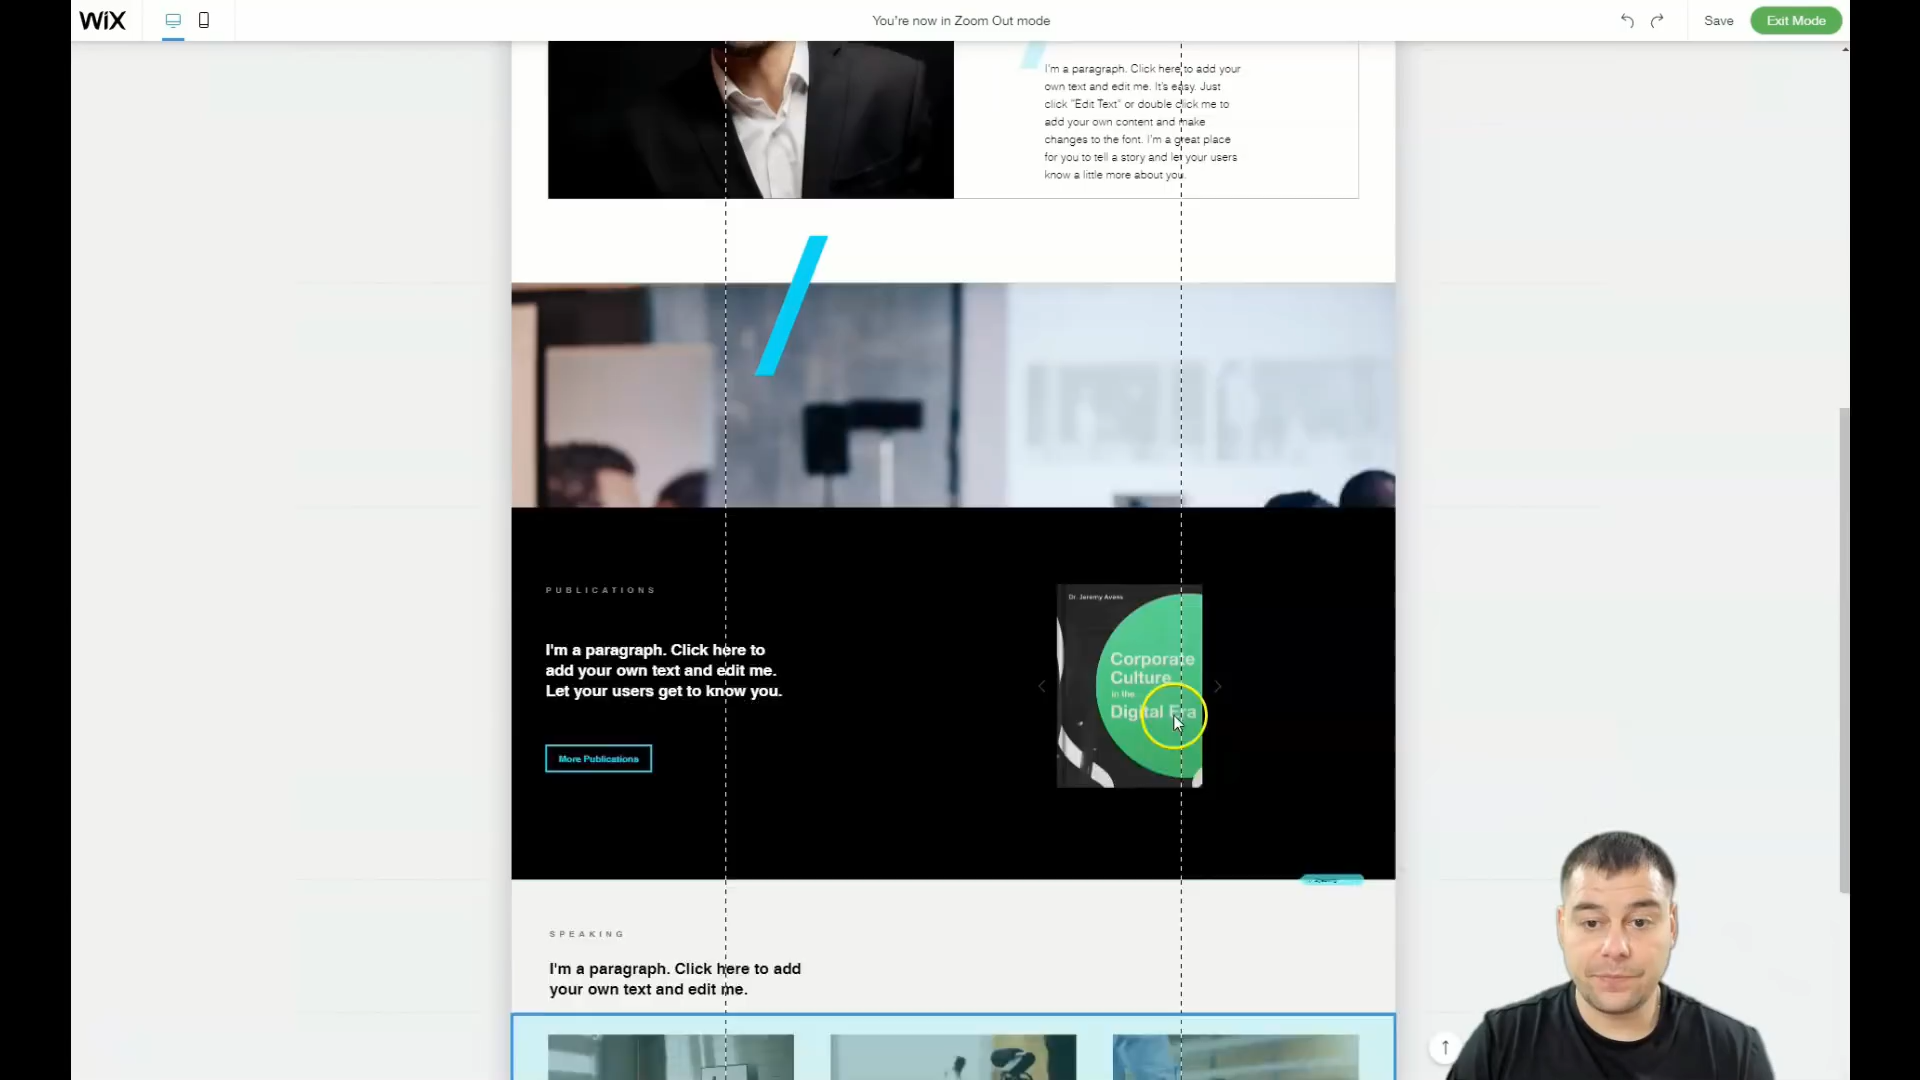 WiX
You're now in Zoom Out mode
Save
Exit Mode
I'm a paragraph. Click here to add your
own text and edit me. It's easy. Just
click "Edit Text" or double click me to
add your own content and make
changes to the font. I'm a great place
for you to tell a story and let your users
know a little more about you.
PUBLICATIONS
I'm a paragraph. Click here to
add your own text and edit me.
Let your users get to know you.
More Publications
Dr. Jeremy Avess
Corporate
Culture
in the
Digital Era
SPEAKING
I'm a paragraph. Click here to add
your own text and edit me.